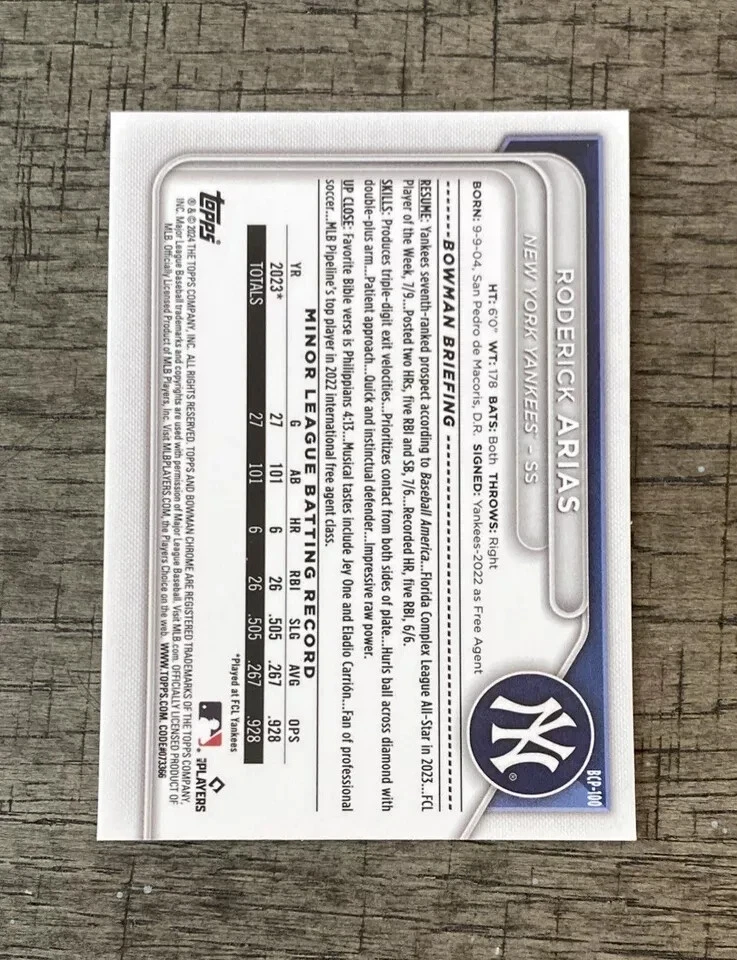 BCP-100
RODERICK ARIAS
NEW YORK YANKEES™ – SS
NY
®
HT: 6'0" WT: 178 BATS: Both THROWS: Right
BORN: 9-9-04, San Pedro de Macoris, D.R. SIGNED: Yankees-2022 as Free Agent
BOWMAN BRIEFING
RESUME: Yankees seventh-ranked prospect according to Baseball America...Florida Complex League All-Star in 2023...FCL
Player of the Week, 7/9...Posted two HRs, five RBI and SB, 7/6...Recorded HR, five RBI, 6/6.
SKILLS: Produces triple-digit exit velocities...Prioritizes contact from both sides of plate...Hurls ball across diamond with
double-plus arm...Patient approach...Quick and instinctual defender...Impressive raw power.
UP CLOSE: Favorite Bible verse is Philippians 4:13...Musical tastes include Jey One and Eladio Carrión...Fan of professional
soccer...MLB Pipeline's top player in 2022 international free agent class.
MINOR LEAGUE BATTING RECORD
YR G AB HR RBI SLG AVG OPS
2023* 27 101 6 26 .505 .267 .928
TOTALS 27 101 6 26 .505 .267 .928
*Played at FCL Yankees
topps®
MLB PLAYERS
® & © 2024 THE TOPPS COMPANY, INC. ALL RIGHTS RESERVED. TOPPS AND BOWMAN CHROME ARE REGISTERED TRADEMARKS OF THE TOPPS COMPANY,
INC. Major League Baseball trademarks and copyrights are used with permission of Major League Baseball. Visit MLB.com. OFFICIALLY LICENSED PRODUCT OF
MLB. Officially Licensed Product of MLB Players, Inc. Visit MLBPLAYERS.COM, the Players Choice on the web. WWW.TOPPS.COM. CODE#073366